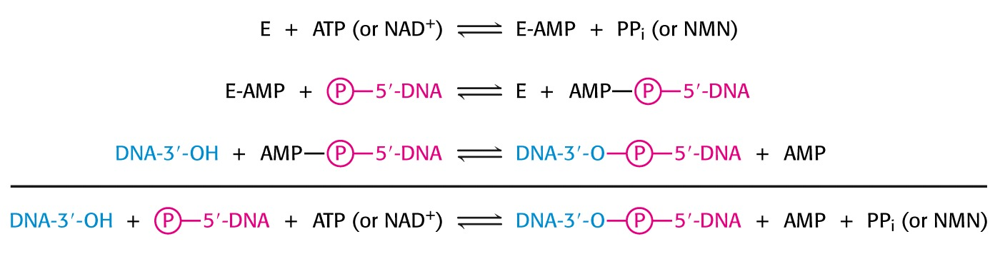 E + ATP (or NAD⁺) ⇌ E-AMP + PPᵢ (or NMN)
E-AMP + Ⓟ—5′-DNA ⇌ E + AMP—Ⓟ—5′-DNA
DNA-3′-OH + AMP—Ⓟ—5′-DNA ⇌ DNA-3′-O—Ⓟ—5′-DNA + AMP
DNA-3′-OH + Ⓟ—5′-DNA + ATP (or NAD⁺) ⇌ DNA-3′-O—Ⓟ—5′-DNA + AMP + PPᵢ (or NMN)